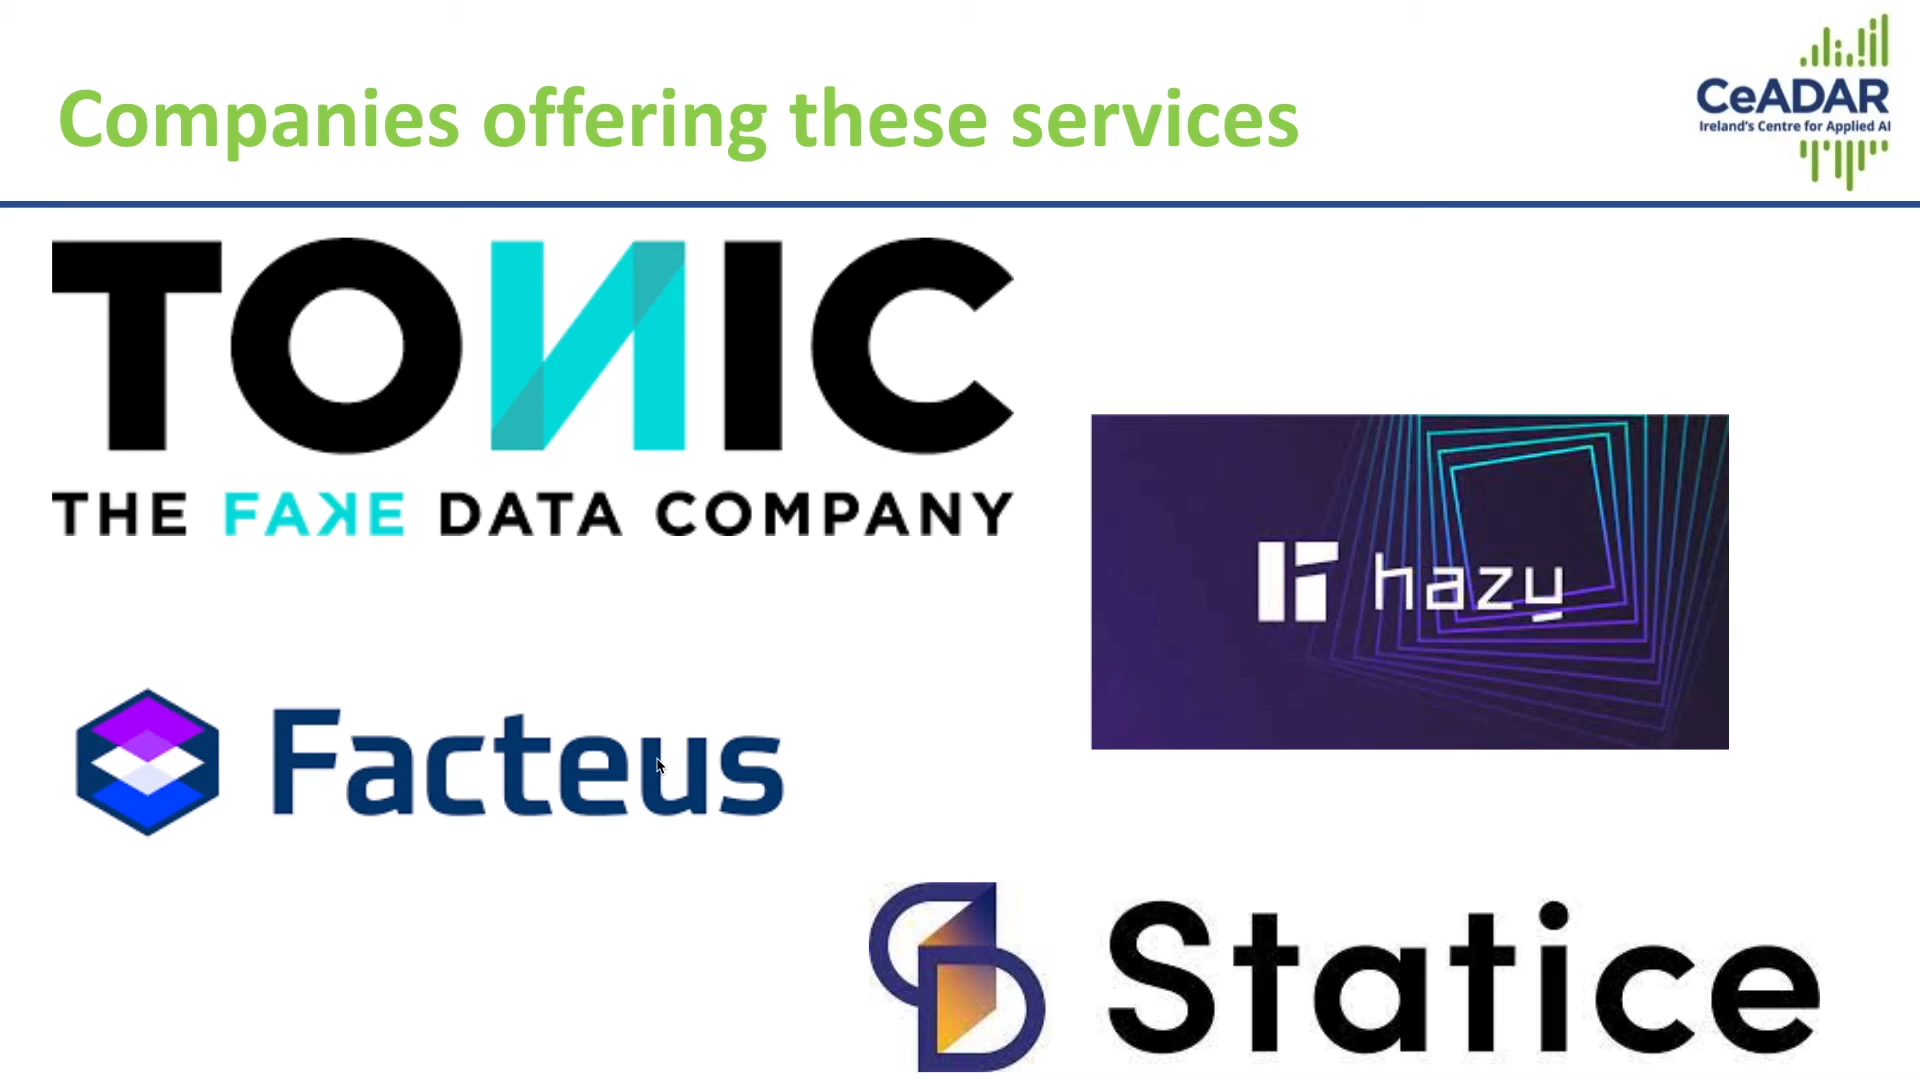 Companies offering these services
CeADAR
Ireland's Centre for Applied AI
TONIC
THE FAKE DATA COMPANY
hazy
Facteus
Statice